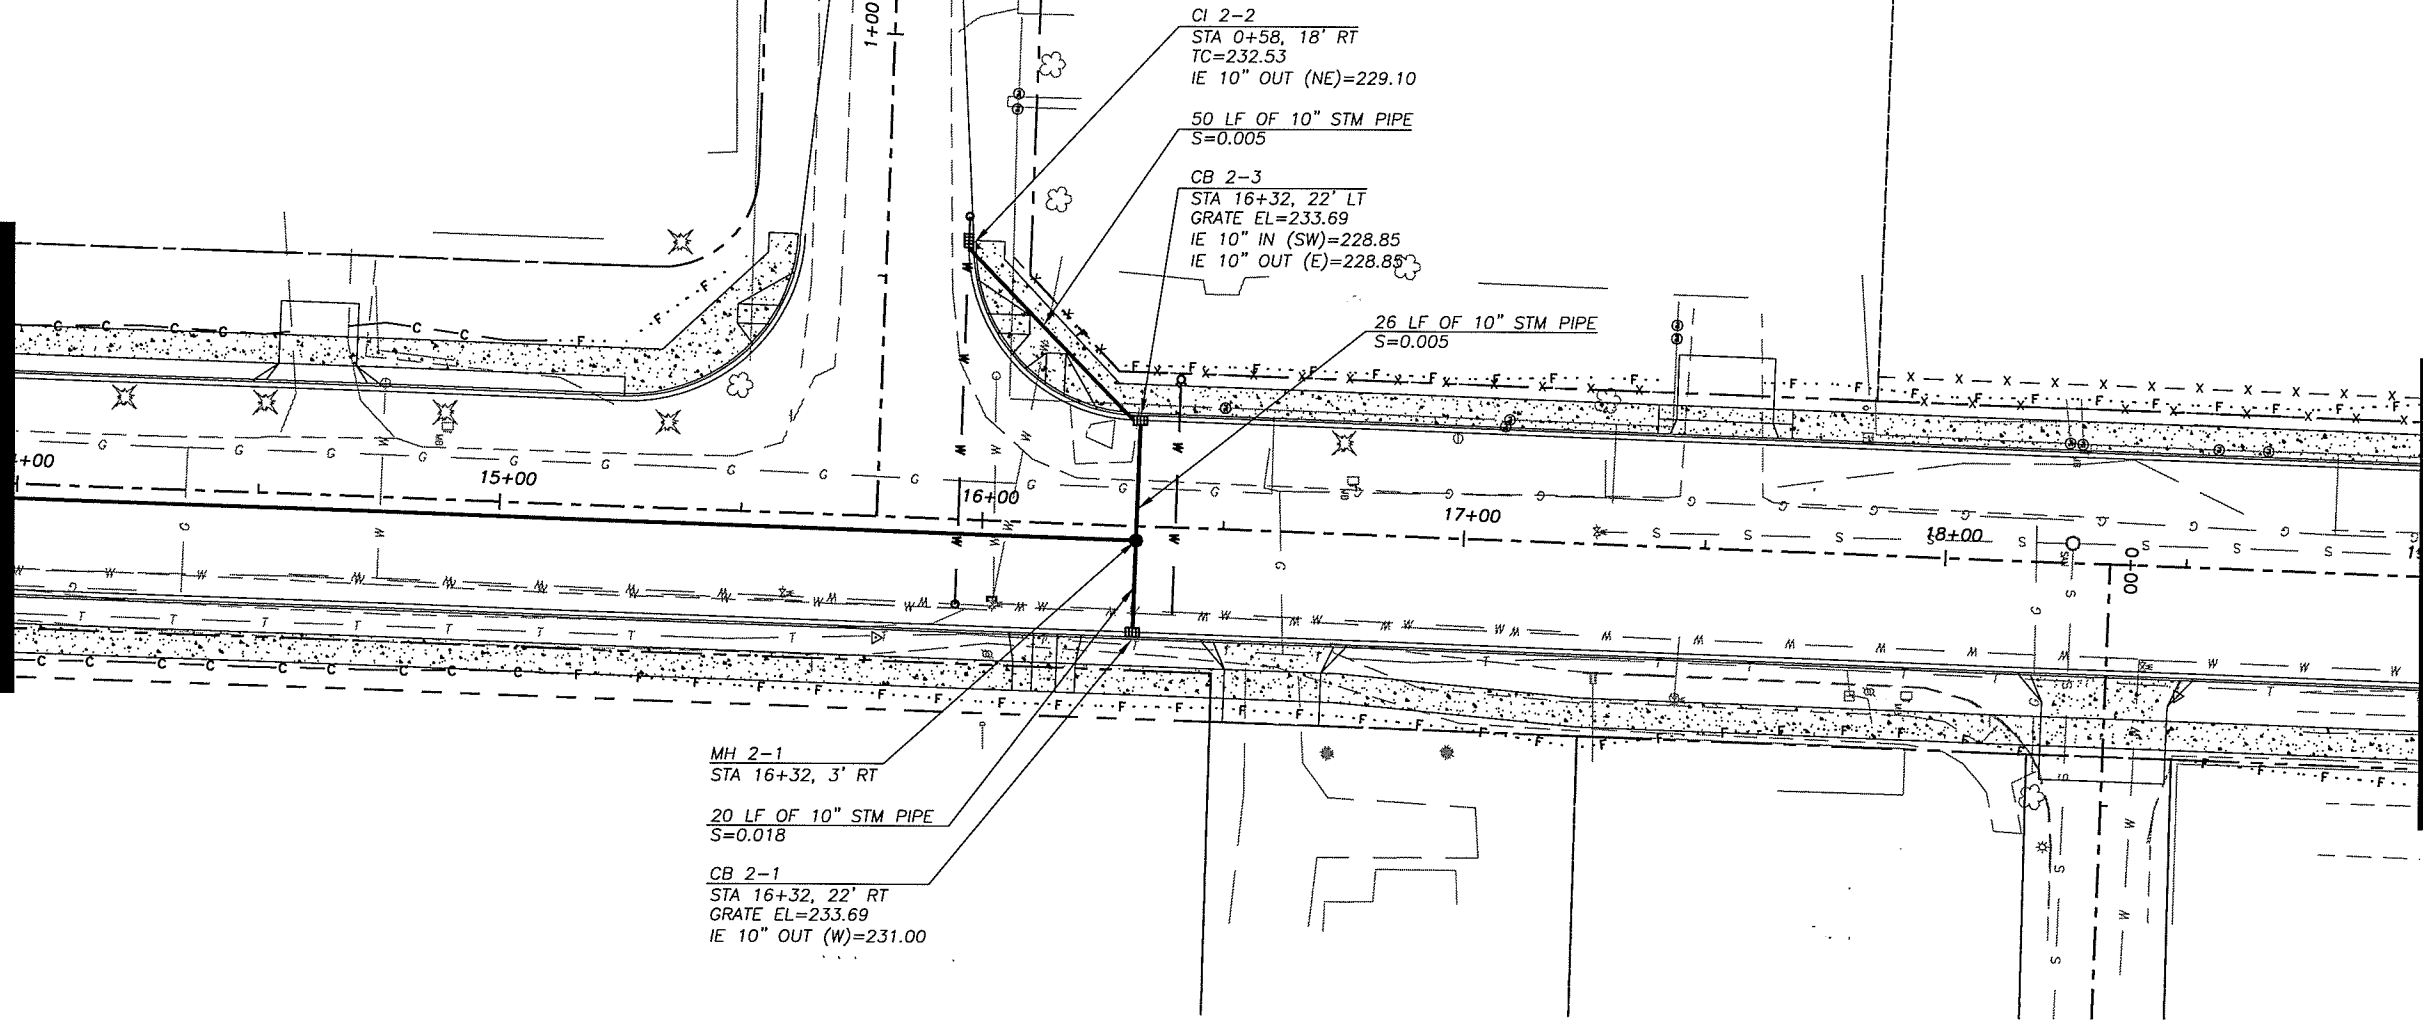 1+00
CI 2-2
STA 0+58, 18' RT
TC=232.53
IE 10" OUT (NE)=229.10
50 LF OF 10" STM PIPE
S=0.005
CB 2-3
STA 16+32, 22' LT
GRATE EL=233.69
IE 10" IN (SW)=228.85
IE 10" OUT (E)=228.85
26 LF OF 10" STM PIPE
S=0.005
+00
15+00
16+00
17+00
18+00
0+00
MH 2-1
STA 16+32, 3' RT
20 LF OF 10" STM PIPE
S=0.018
CB 2-1
STA 16+32, 22' RT
GRATE EL=233.69
IE 10" OUT (W)=231.00